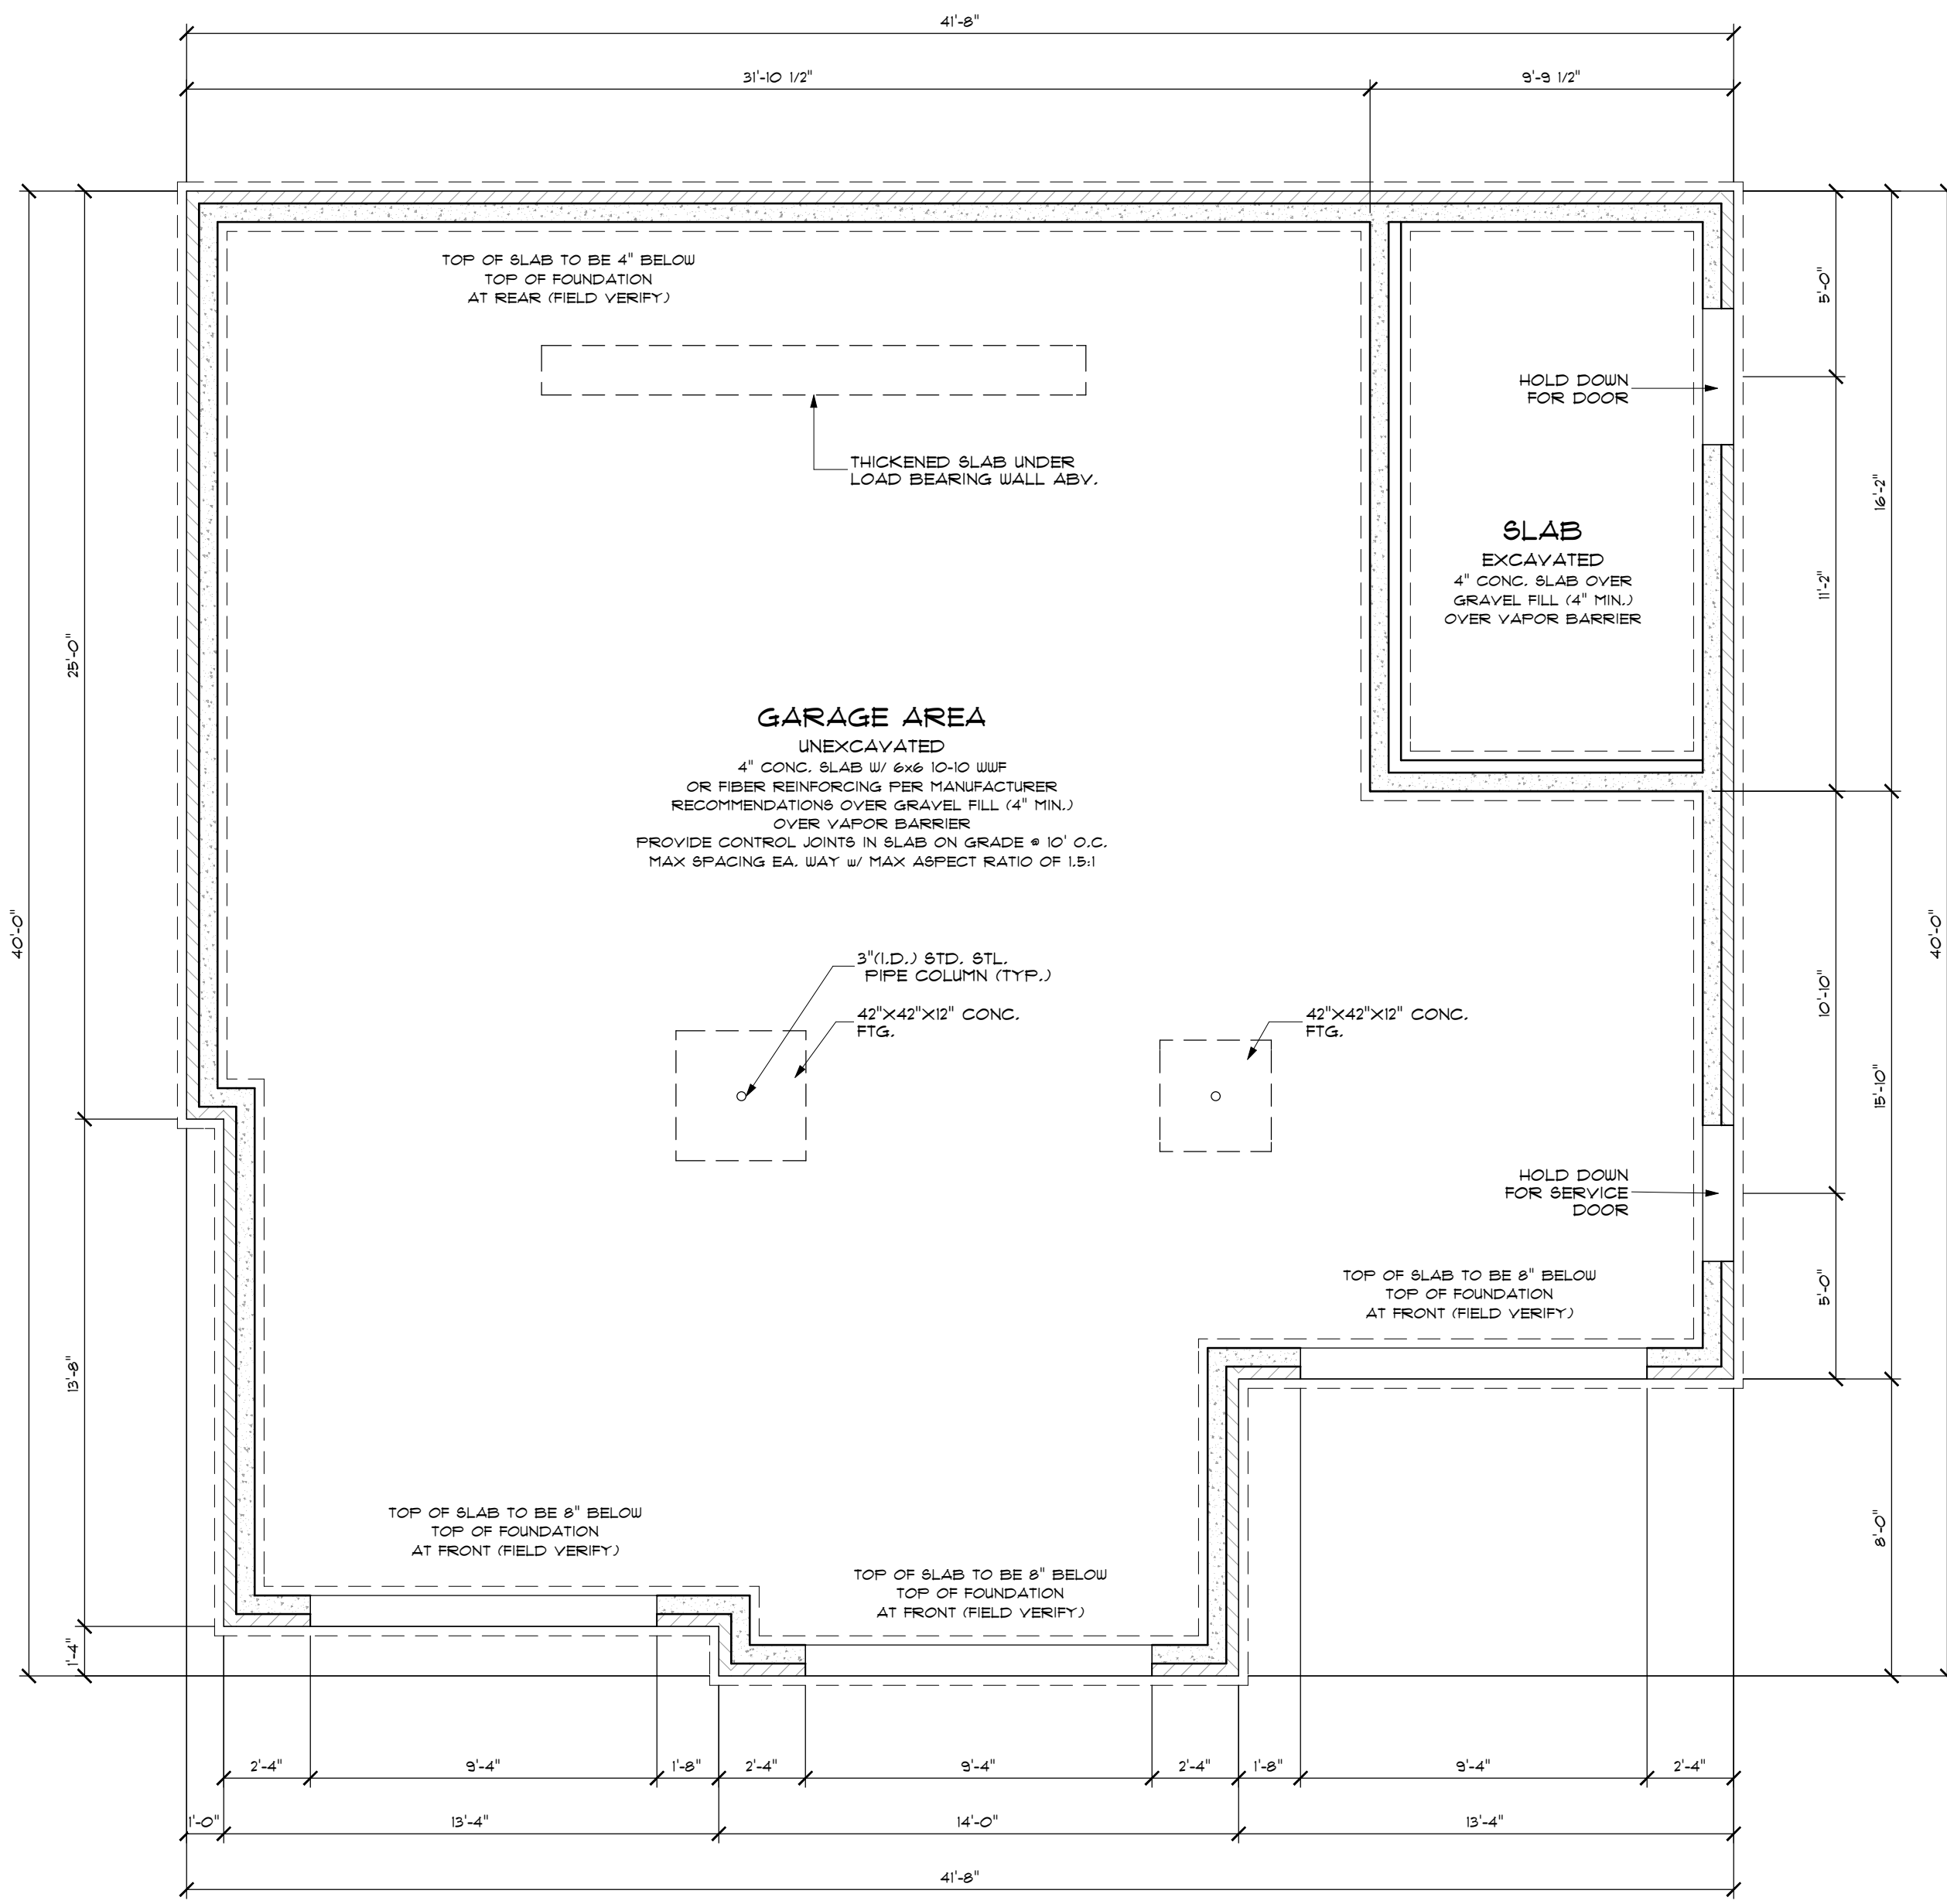 41'-8"
31'-10 1/2"
9'-9 1/2"
TOP OF SLAB TO BE 4" BELOW
TOP OF FOUNDATION
AT REAR (FIELD VERIFY)
5'-0"
HOLD DOWN
FOR DOOR
THICKENED SLAB UNDER
LOAD BEARING WALL ABV.
16'-2"
SLAB
EXCAVATED
4" CONC. SLAB OVER
GRAVEL FILL (4" MIN.)
OVER VAPOR BARRIER
11'-2"
25'-0"
GARAGE AREA
UNEXCAVATED
4" CONC. SLAB W/ 6x6 10-10 WWF
OR FIBER REINFORCING PER MANUFACTURER
RECOMMENDATIONS OVER GRAVEL FILL (4" MIN.)
OVER VAPOR BARRIER
PROVIDE CONTROL JOINTS IN SLAB ON GRADE @ 10' O.C.
MAX SPACING EA. WAY w/ MAX ASPECT RATIO OF 1.5:1
40'-0"
40'-0"
3"(I.D.) STD. STL.
PIPE COLUMN (TYP.)
42"X42"X12" CONC.
FTG.
42"X42"X12" CONC.
FTG.
10'-10"
15'-10"
HOLD DOWN
FOR SERVICE
DOOR
TOP OF SLAB TO BE 8" BELOW
TOP OF FOUNDATION
AT FRONT (FIELD VERIFY)
5'-0"
13'-8"
TOP OF SLAB TO BE 8" BELOW
TOP OF FOUNDATION
AT FRONT (FIELD VERIFY)
8'-0"
TOP OF SLAB TO BE 8" BELOW
TOP OF FOUNDATION
AT FRONT (FIELD VERIFY)
1'-4"
2'-4"
9'-4"
1'-8"
2'-4"
9'-4"
2'-4"
1'-8"
9'-4"
2'-4"
1'-0"
13'-4"
14'-0"
13'-4"
41'-8"